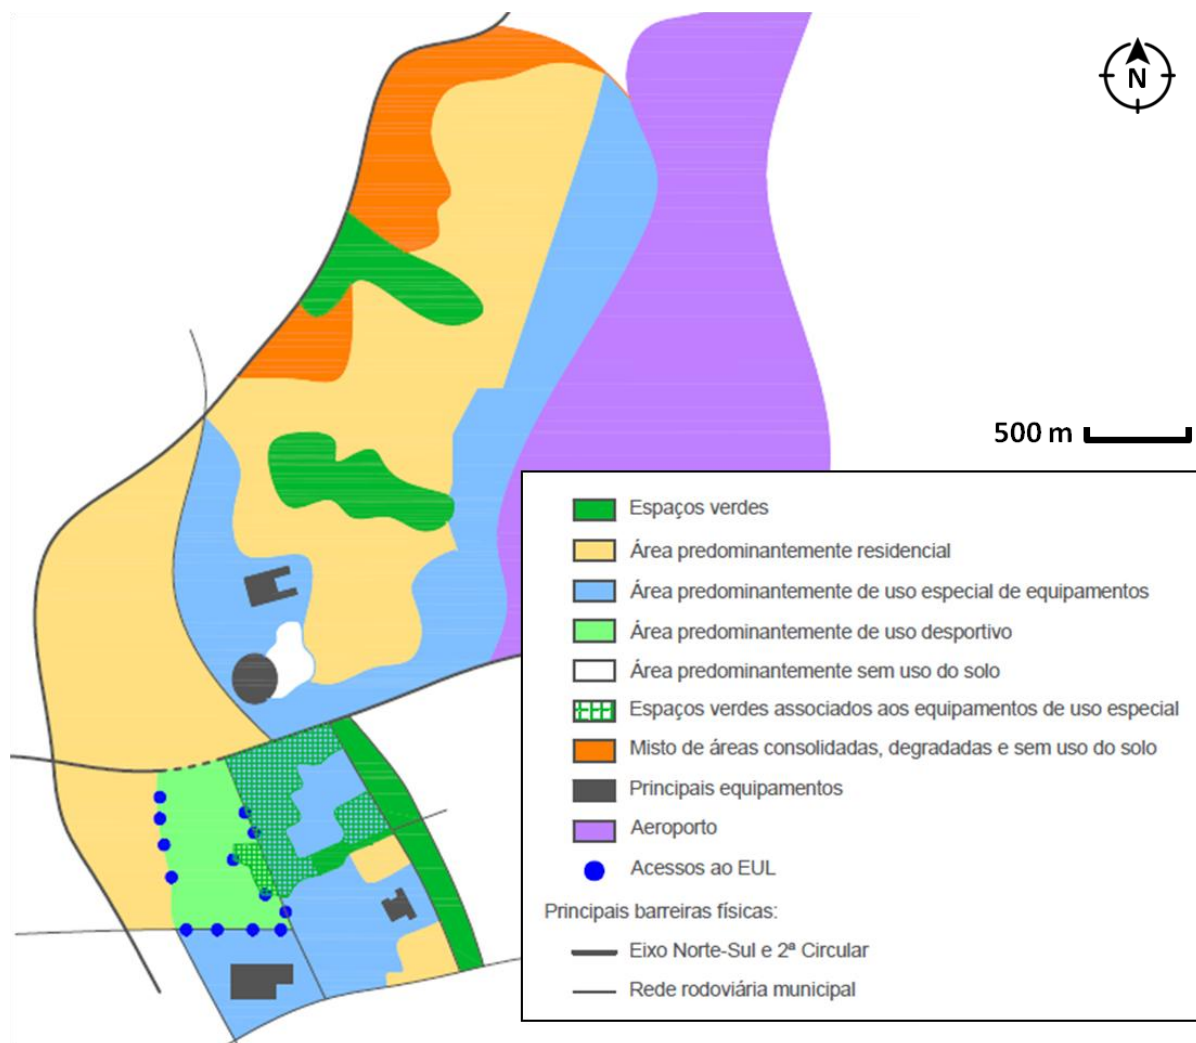 N
500 m
Espaços verdes
Área predominantemente residencial
Área predominantemente de uso especial de equipamentos
Área predominantemente de uso desportivo
Área predominantemente sem uso do solo
Espaços verdes associados aos equipamentos de uso especial
Misto de áreas consolidadas, degradadas e sem uso do solo
Principais equipamentos
Aeroporto
Acessos ao EUL
Principais barreiras físicas:
Eixo Norte-Sul e 2ª Circular
Rede rodoviária municipal